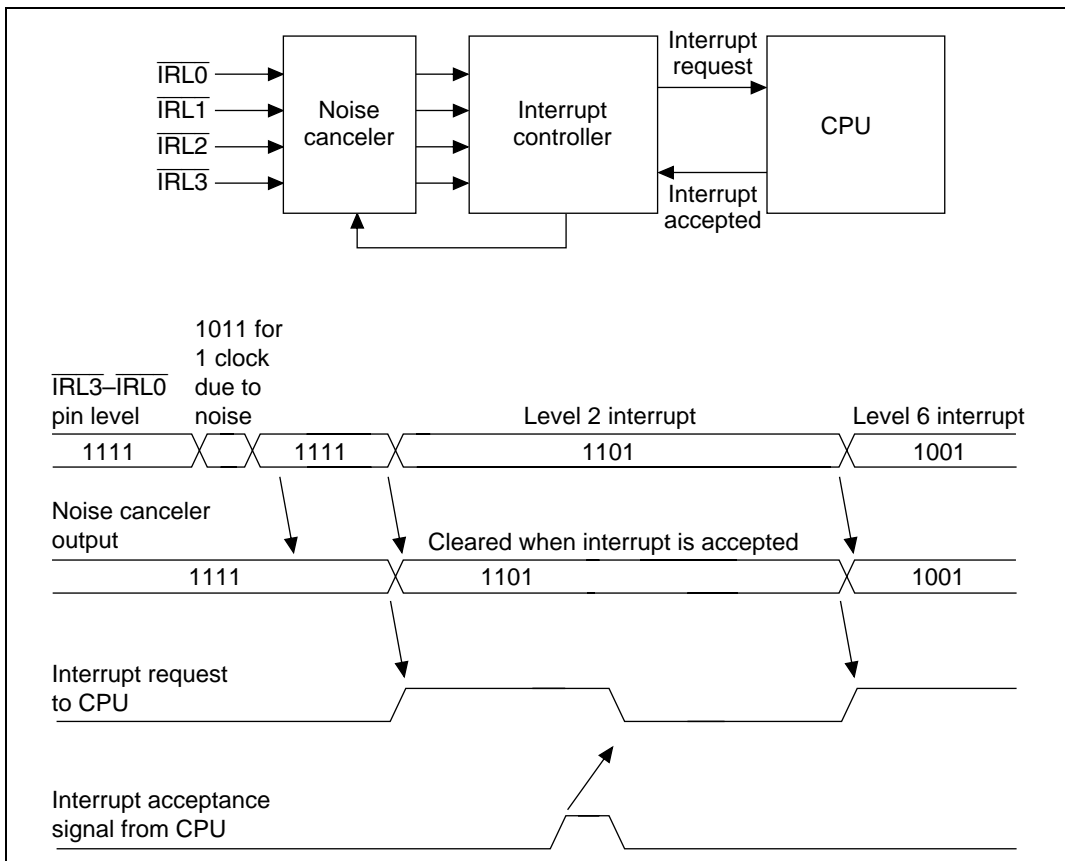 IRL0
IRL1
IRL2
IRL3
Noise
canceler
Interrupt
controller
Interrupt
request
Interrupt
accepted
CPU
1011 for
1 clock
due to
noise
IRL3–IRL0
pin level
Level 2 interrupt
Level 6 interrupt
1111
1111
1101
1001
Noise canceler
output
Cleared when interrupt is accepted
1111
1101
1001
Interrupt request
to CPU
Interrupt acceptance
signal from CPU